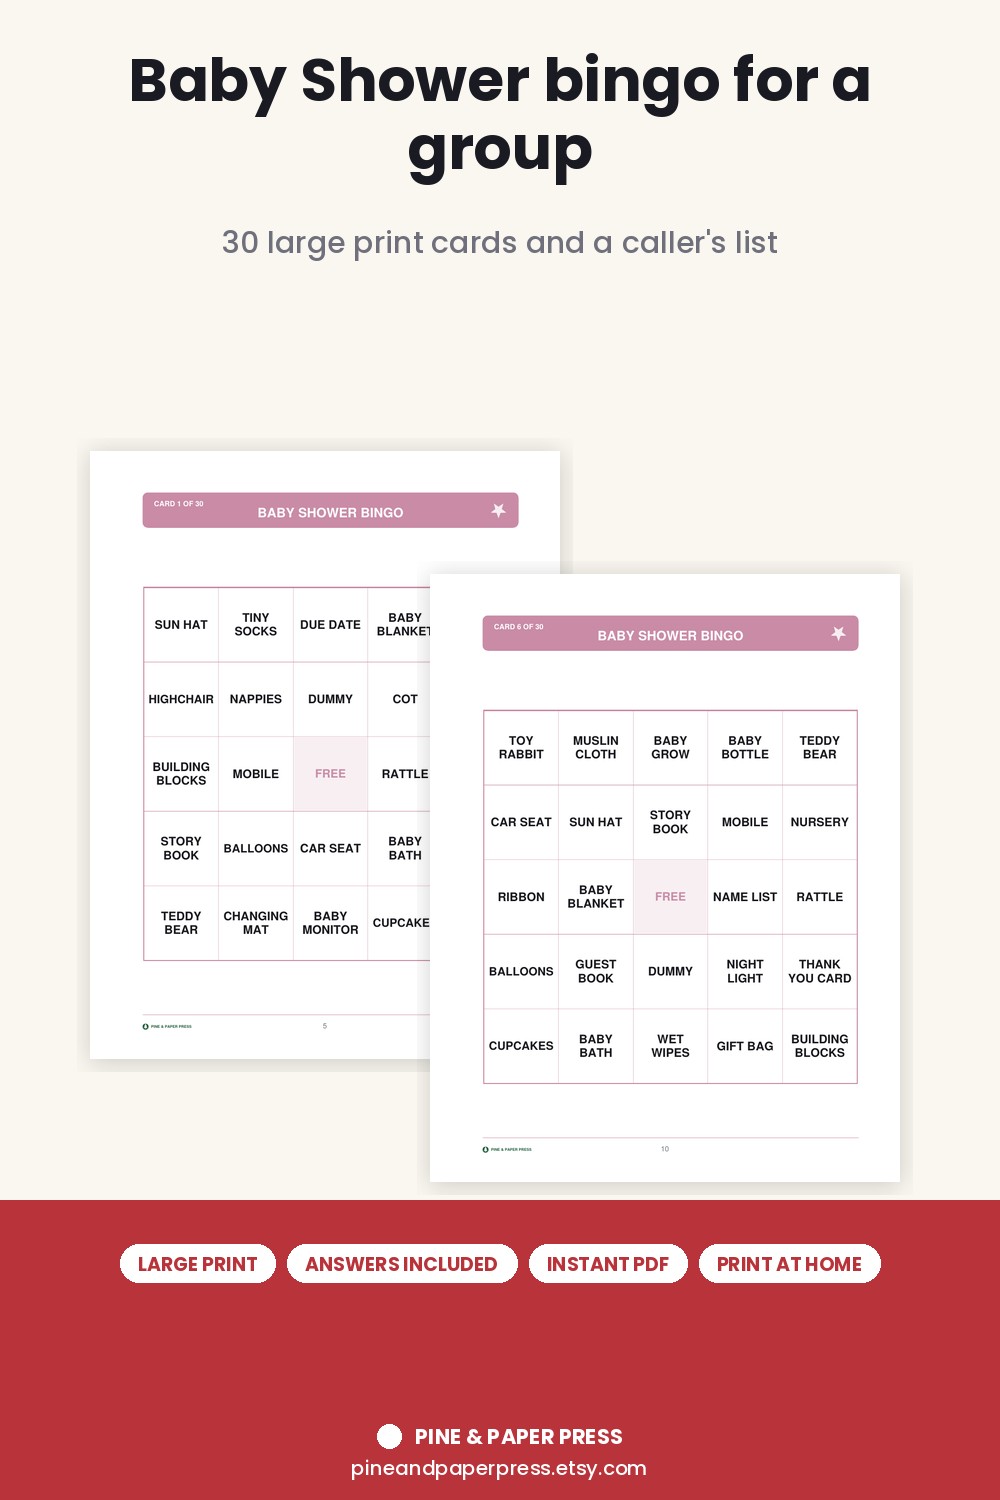 Baby Shower bingo for a
group
30 large print cards and a caller's list
CARD 1 OF 30
BABY SHOWER BINGO
SUN HAT
TINY
SOCKS
DUE DATE
BABY
BLANKET
HIGHCHAIR
NAPPIES
DUMMY
COT
BUILDING
BLOCKS
MOBILE
FREE
RATTLE
STORY
BOOK
BALLOONS
CAR SEAT
BABY
BATH
TEDDY
BEAR
CHANGING
MAT
BABY
MONITOR
CUPCAKE
PINE & PAPER PRESS
5
CARD 6 OF 30
BABY SHOWER BINGO
TOY
RABBIT
MUSLIN
CLOTH
BABY
GROW
BABY
BOTTLE
TEDDY
BEAR
CAR SEAT
SUN HAT
STORY
BOOK
MOBILE
NURSERY
RIBBON
BABY
BLANKET
FREE
NAME LIST
RATTLE
BALLOONS
GUEST
BOOK
DUMMY
NIGHT
LIGHT
THANK
YOU CARD
CUPCAKES
BABY
BATH
WET
WIPES
GIFT BAG
BUILDING
BLOCKS
PINE & PAPER PRESS
10
LARGE PRINT
ANSWERS INCLUDED
INSTANT PDF
PRINT AT HOME
PINE & PAPER PRESS
pineandpaperpress.etsy.com